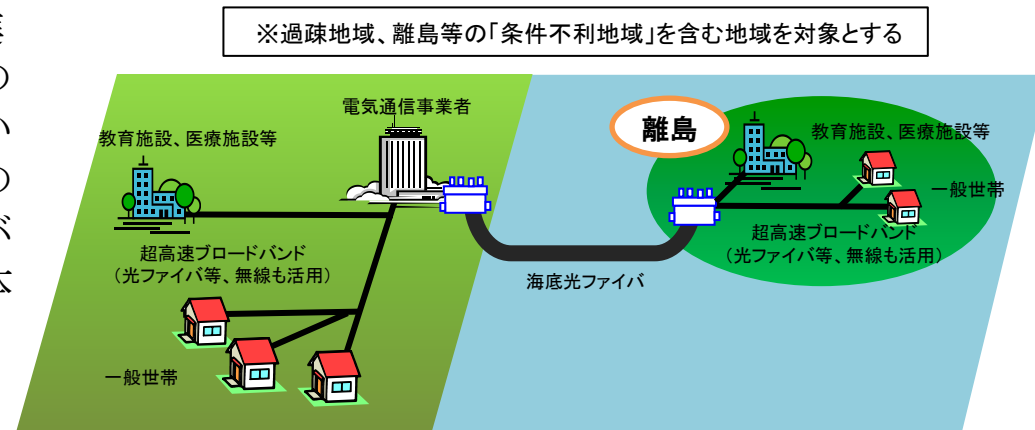 ※過疎地域、離島等の「条件不利地域」を含む地域を対象とする
電気通信事業者
教育施設、医療施設等
超高速ブロードバンド
(光ファイバ等、無線も活用)
一般世帯
海底光ファイバ
離島
教育施設、医療施設等
一般世帯
超高速ブロードバンド
(光ファイバ等、無線も活用)
の
い
の
が